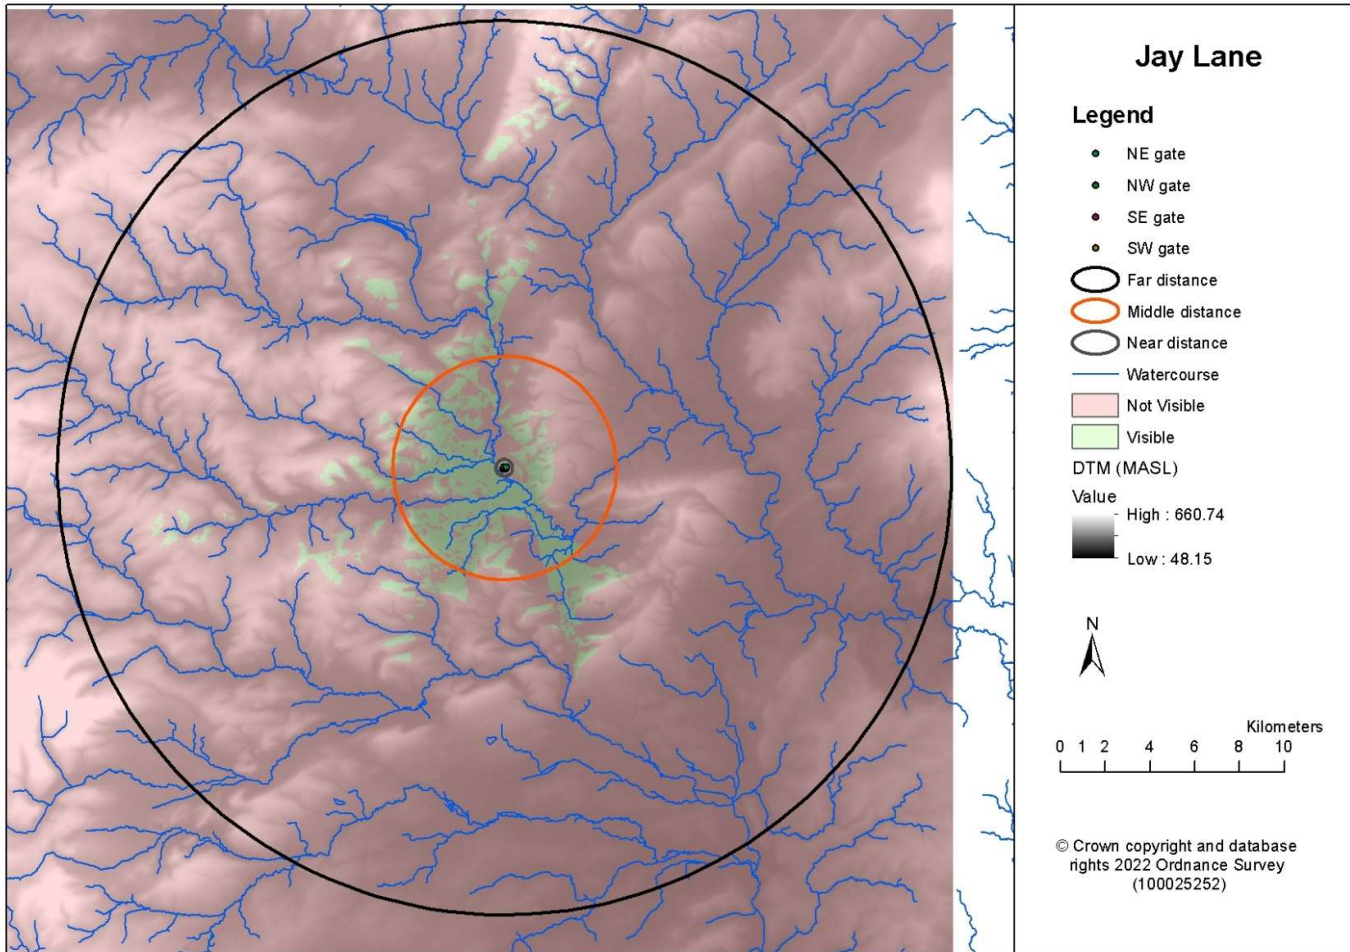 Jay Lane
Legend
NE gate
NW gate
SE gate
SW gate
Far distance
Middle distance
Near distance
Watercourse
Not Visible
Visible
DTM (MASL)
Value
High : 660.74
Low : 48.15
N
Kilometers
0 1 2 4 6 8 10
© Crown copyright and database
rights 2022 Ordnance Survey
(100025252)